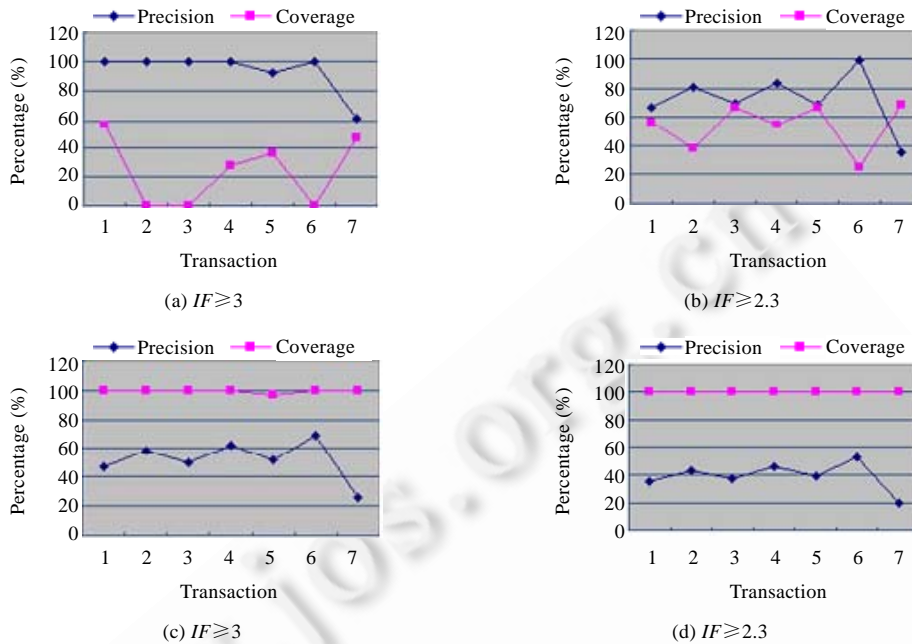 Precision Coverage
Percentage (%)
120
100
80
60
40
20
0
1 2 3 4 5 6 7
Transaction
(a) IF≥3
Precision Coverage
Percentage (%)
120
100
80
60
40
20
0
1 2 3 4 5 6 7
Transaction
(b) IF≥2.3
Precision Coverage
Percentage (%)
120
100
80
60
40
20
0
1 2 3 4 5 6 7
Transaction
(c) IF≥3
Precision Coverage
Percentage (%)
120
100
80
60
40
20
0
1 2 3 4 5 6 7
Transaction
(d) IF≥2.3
jos.org.cn